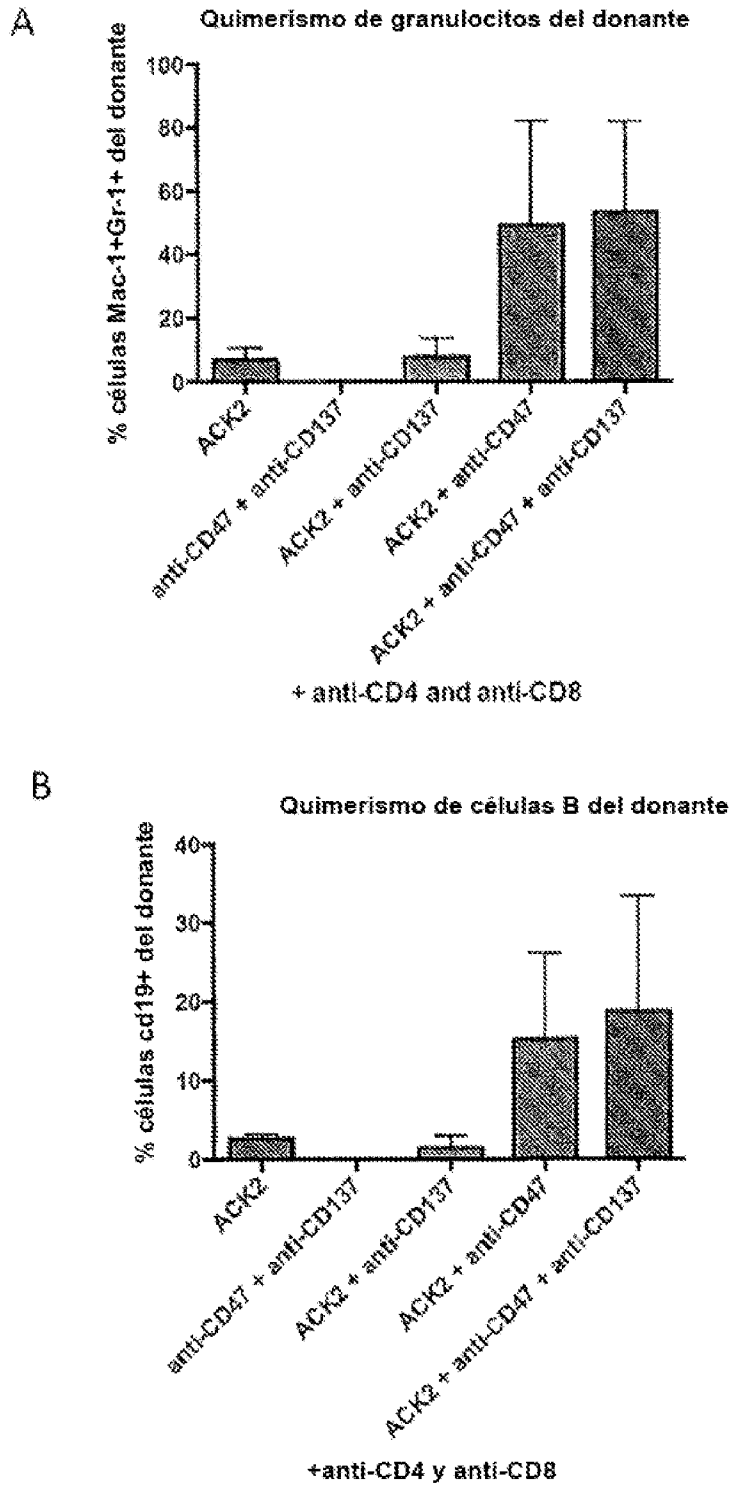 A
Quimerismo de granulocitos del donante
% células Mac-1+Gr-1+ del donante
100
80
60
40
20
0
ACK2
anti-CD47 + anti-CD137
ACK2 + anti-CD137
ACK2 + anti-CD47
ACK2 + anti-CD47 + anti-CD137
+ anti-CD4 and anti-CD8
B
Quimerismo de células B del donante
% células cd19+ del donante
40
30
20
10
0
ACK2
anti-CD47 + anti-CD137
ACK2 + anti-CD137
ACK2 + anti-CD47
ACK2 + anti-CD47 + anti-CD137
+anti-CD4 y anti-CD8